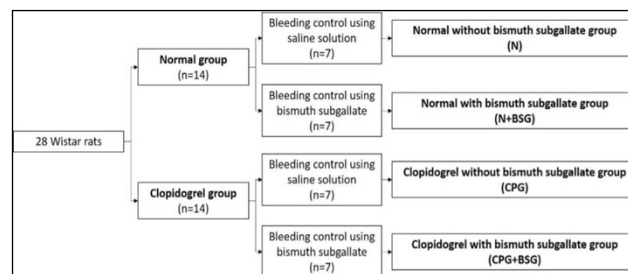 28 Wistar rats
Normal group
(n=14)
Clopidogrel group
(n=14)
Bleeding control using
saline solution
(n=7)
Bleeding control using
bismuth subgallate
(n=7)
Bleeding control using
saline solution
(n=7)
Bleeding control using
bismuth subgallate
(n=7)
Normal without bismuth subgallate group
(N)
Normal with bismuth subgallate group
(N+BSG)
Clopidogrel without bismuth subgallate group
(CPG)
Clopidogrel with bismuth subgallate group
(CPG+BSG)